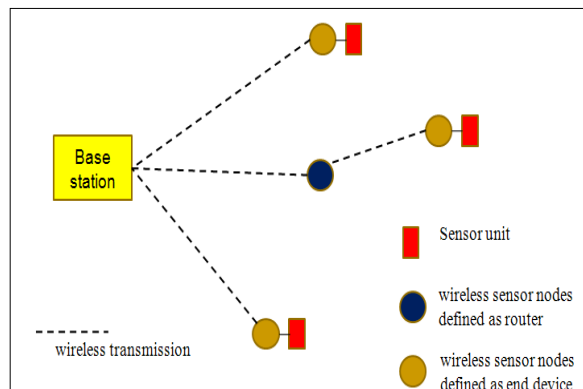 Base
station
Sensor unit
wireless sensor nodes
defined as router
wireless transmission
wireless sensor nodes
defined as end device